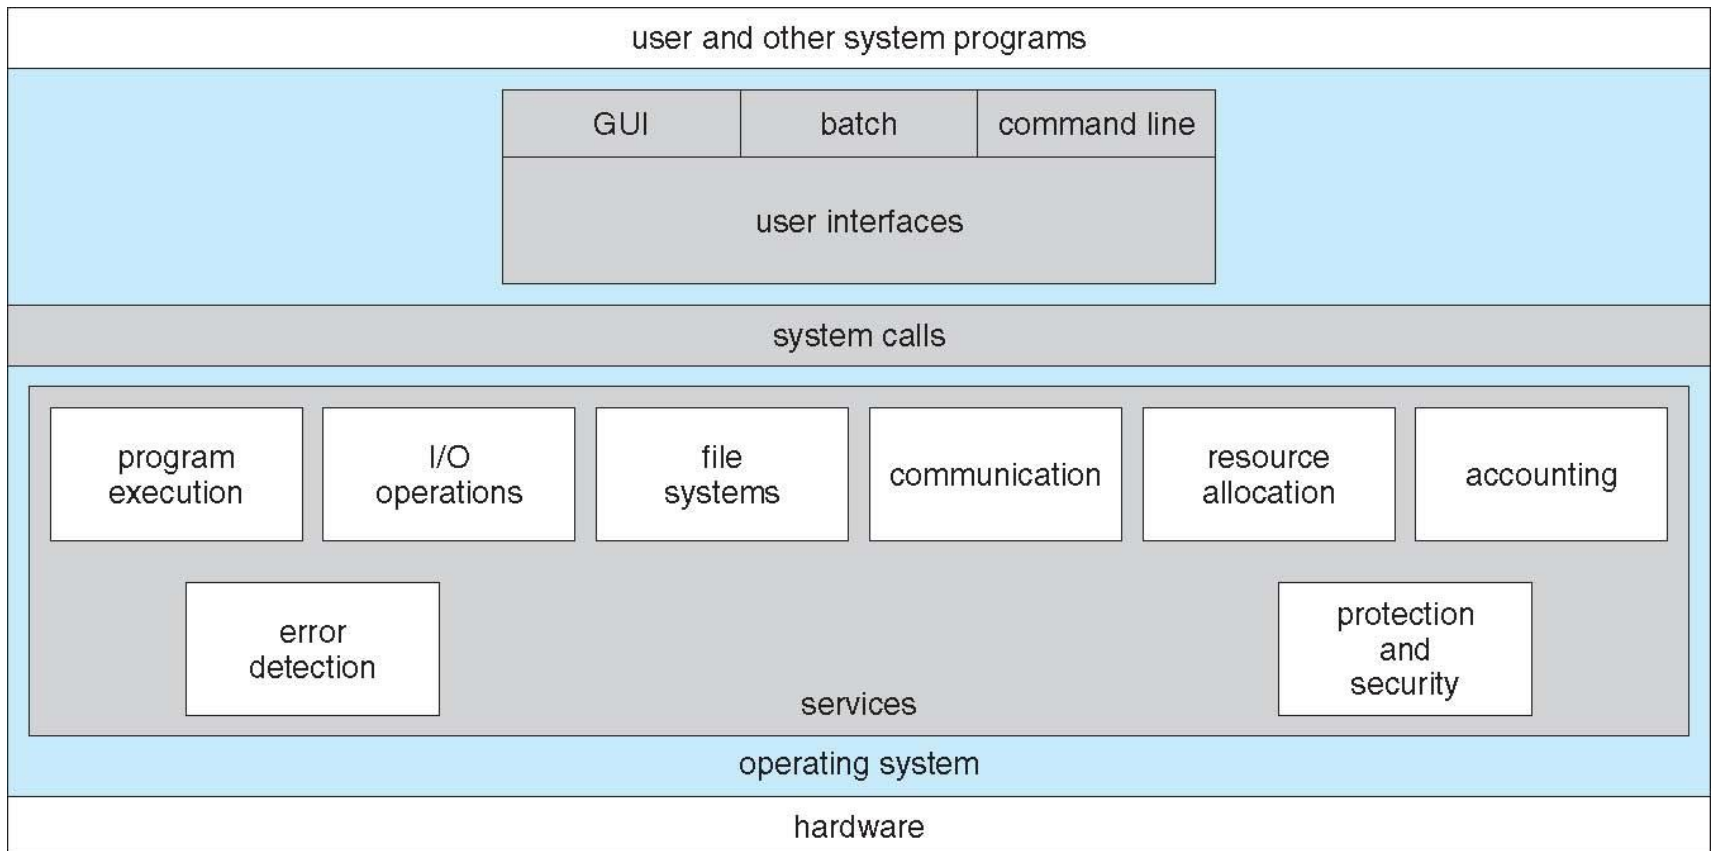 user and other system programs
GUI
batch
command line
user interfaces
system calls
program
execution
I/O
operations
file
systems
communication
resource
allocation
accounting
error
detection
protection
and
security
services
operating system
hardware